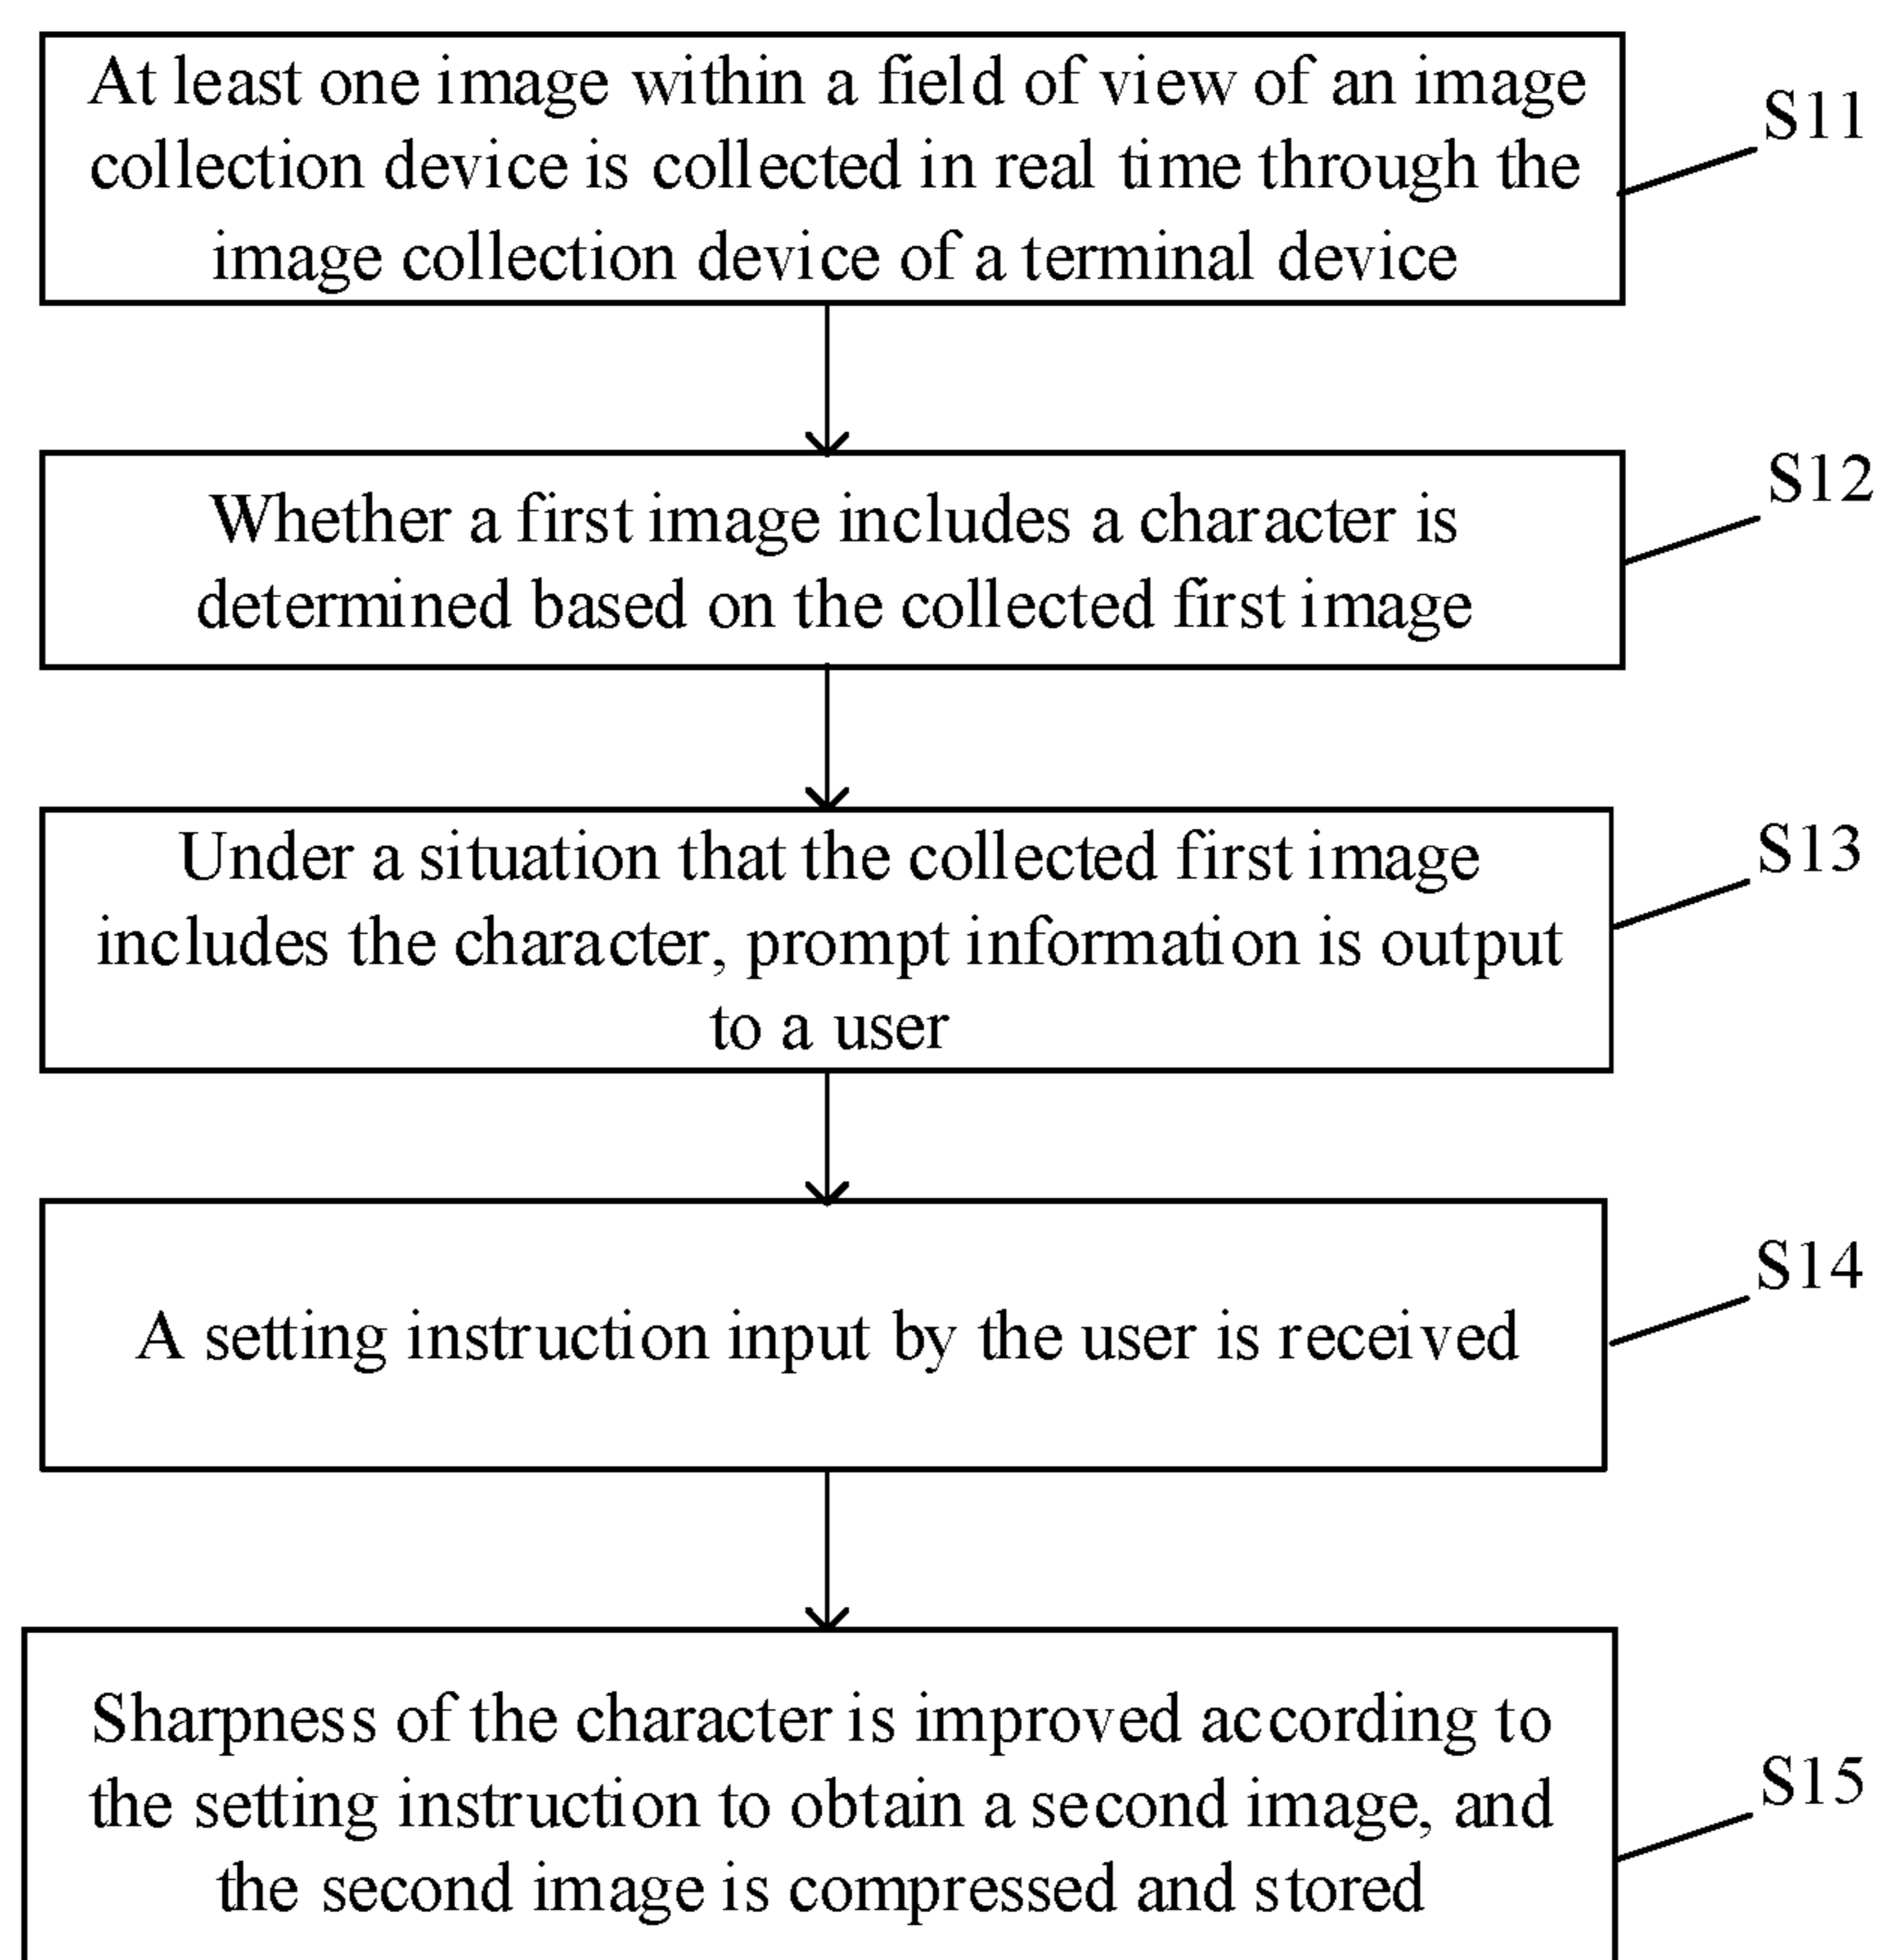 At least one image within a field of view of an image
collection device is collected in real time through the
image collection device of a terminal device
S11
Whether a first image includes a character is
determined based on the collected first image
S12
Under a situation that the collected first image
includes the character, prompt information is output
to a user
S13
A setting instruction input by the user is received
S14
Sharpness of the character is improved according to
the setting instruction to obtain a second image, and
the second image is compressed and stored
S15